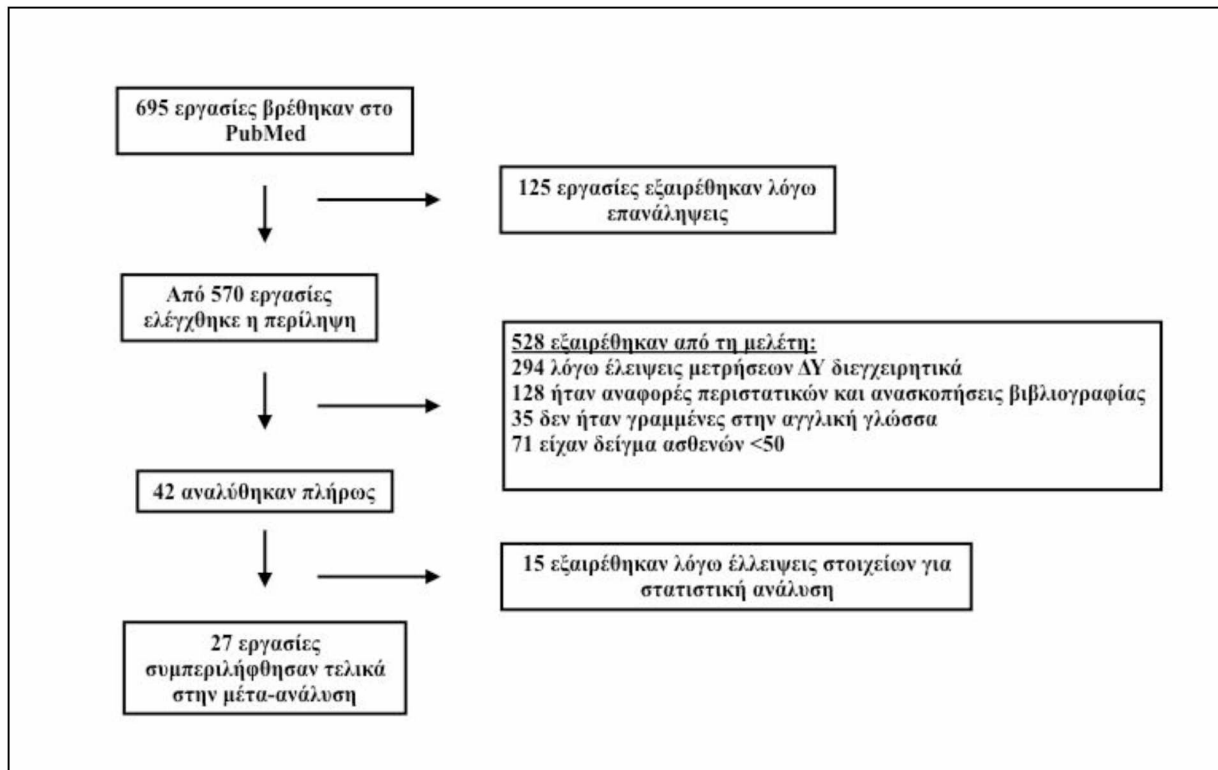 695 εργασίες βρέθηκαν στο
PubMed
125 εργασίες εξαιρέθηκαν λόγω
επανάληψεις
Από 570 εργασίες
ελέγχθηκε η περίληψη
528 εξαιρέθηκαν από τη μελέτη:
294 λόγω έλειψεις μετρήσεων ΔΥ διεγχειρητικά
128 ήταν αναφορές περιστατικών και ανασκοπήσεις βιβλιογραφίας
35 δεν ήταν γραμμένες στην αγγλική γλώσσα
71 είχαν δείγμα ασθενών <50
42 αναλύθηκαν πλήρως
15 εξαιρέθηκαν λόγω έλλειψεις στοιχείων για
στατιστική ανάλυση
27 εργασίες
συμπεριλήφθησαν τελικά
στην μέτα-ανάλυση